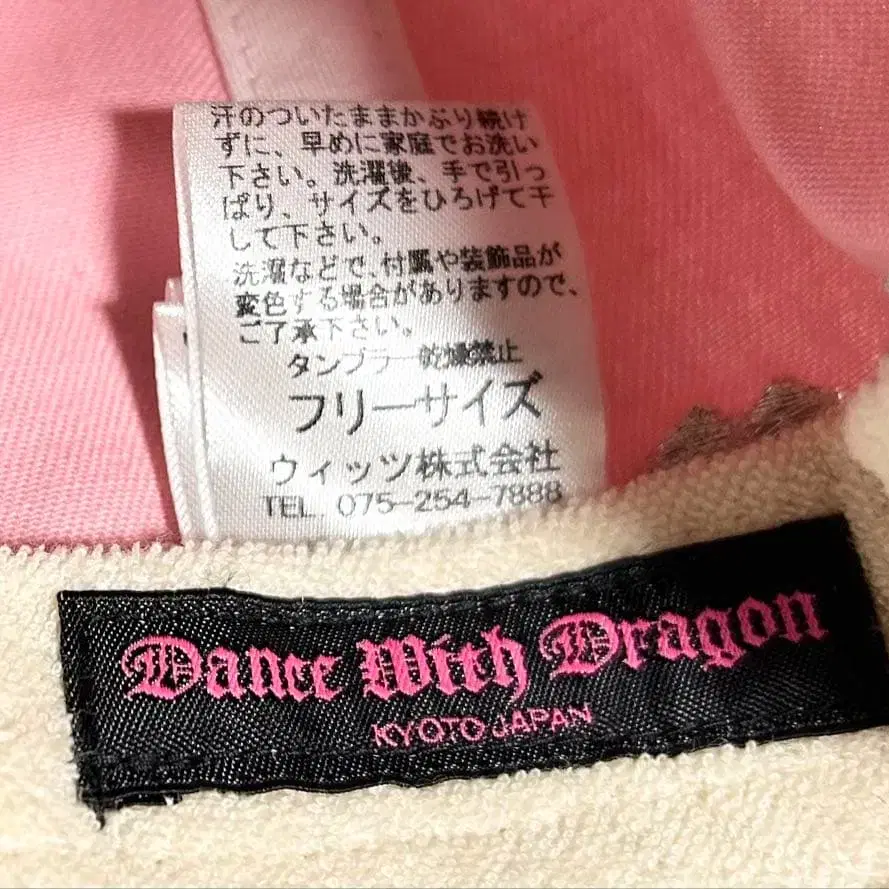 汗のついたままかぶり続け
ずに、早めに家庭でお洗い
下さい。洗濯後、手で引っ
ぱり、サイズをひろげて干
して下さい。
洗濯などで、付属や装飾品が
変色する場合がありますので、
ご了承下さい。
タンブラー乾燥禁止
フリーサイズ
ウィッツ株式会社
TEL. 075-254-7888
Dance With Dragon
KYOTO JAPAN